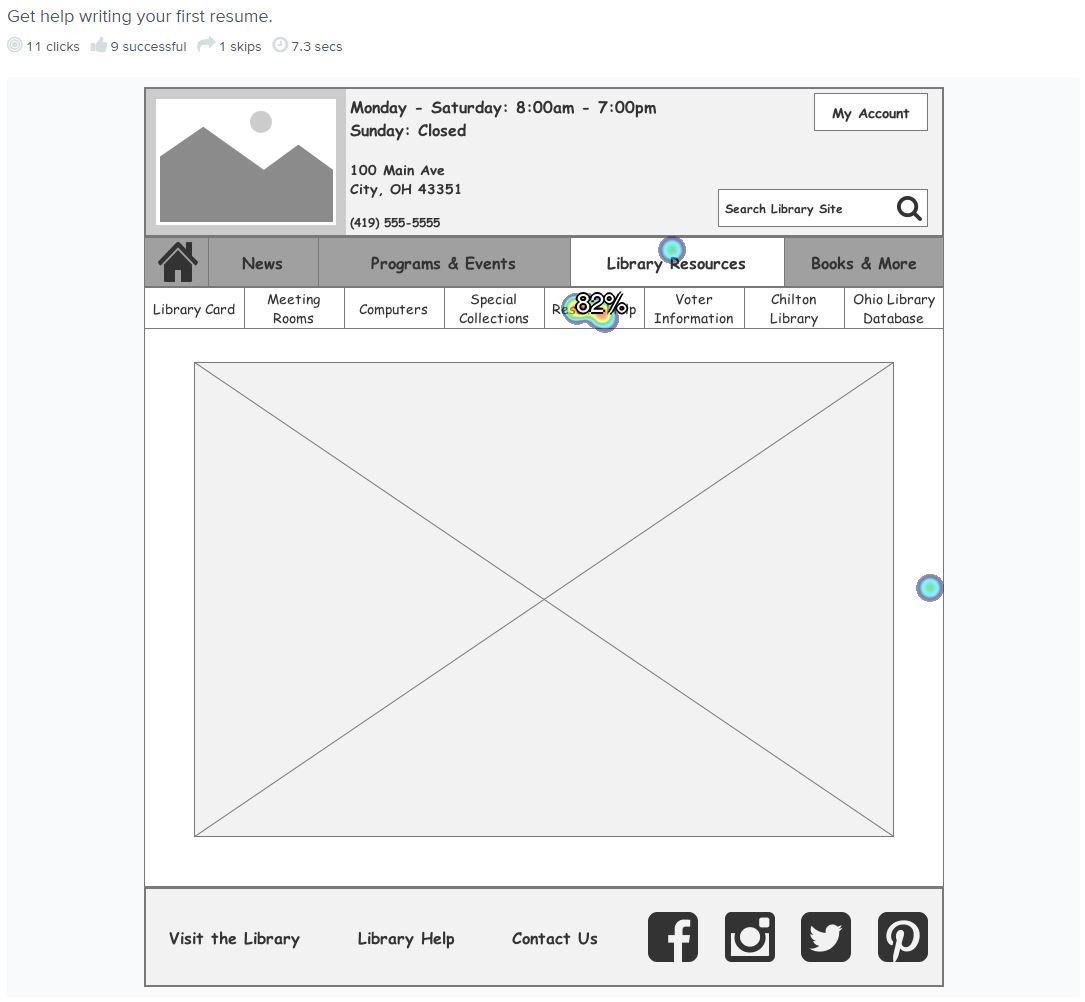 Get help writing your first resume.
11 clicks 9 successful 1 skips 7.3 secs
Monday - Saturday: 8:00am - 7:00pm
Sunday: Closed
My Account
100 Main Ave
City, OH 43351
Search Library Site
(419) 555-5555
News Programs & Events Library Resources Books & More
Library Card
Meeting
Rooms
Computers
Special
Collections
82%
Voter
Information
Chilton
Library
Ohio Library
Database
Visit the Library Library Help Contact Us